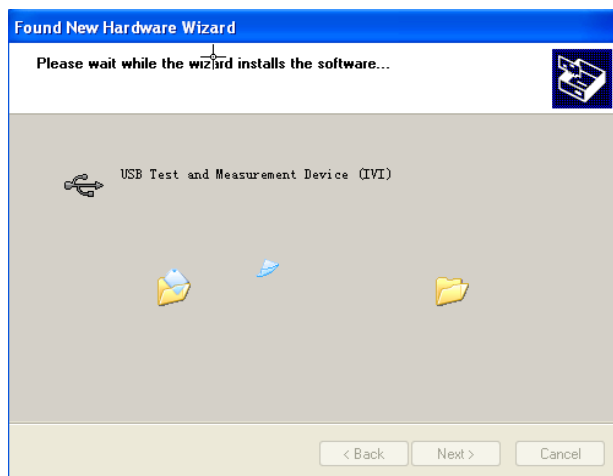 Found New Hardware Wizard
Please wait while the wizard installs the software...
USB Test and Measurement Device (IVI)
< Back
Next >
Cancel